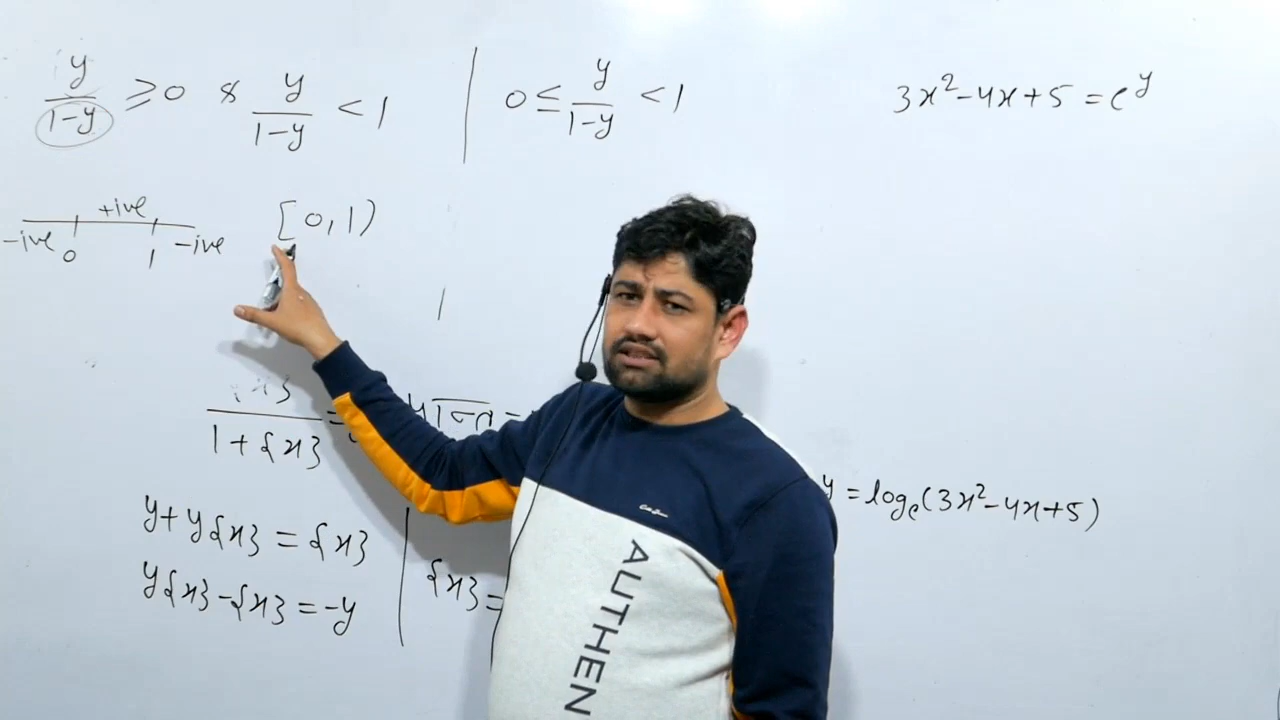 y/(1-y) ≥ 0 & y/(1-y) < 1
0 ≤ y/(1-y) < 1
3x²-4x+5 = e^y
-ive +ive -ive
0 1
[0,1)
1+{x}
y+y{x} = {x}
y{x}-{x} = -y
{x} =
y = logₑ(3x²-4x+5)
AUTHEN